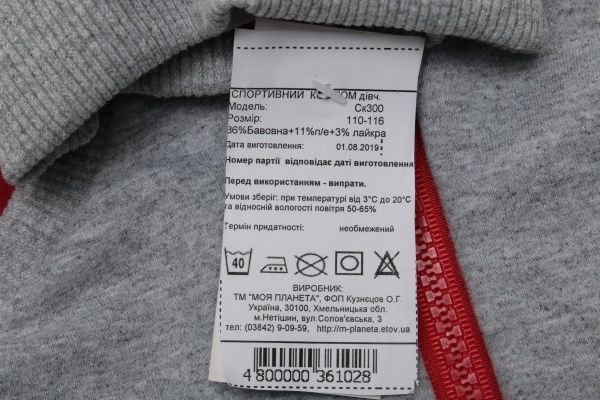 СПОРТИВНИЙ КОСТЮМ дівч.
Модель: Ск300
Розмір: 110-116
86%Бавовна+11%п/е+3% лайкра
Дата виготовлення: 01.08.2019
Номер партії відповідає даті виготовлення
Перед використанням - випрати.
Умови зберіг: при температурі від 3°С до 20°С
та відносній вологості повітря 50-65%
Термін придатності: необмежений
40
ВИРОБНИК:
ТМ "МОЯ ПЛАНЕТА", ФОП Кузнєцов О.Г.
Україна, 30100, Хмельницька обл.
м.Нетішин, вул.Солов'євська, 3
тел: (03842) 9-09-59, http://m-planeta.etov.ua
4 800000 361028